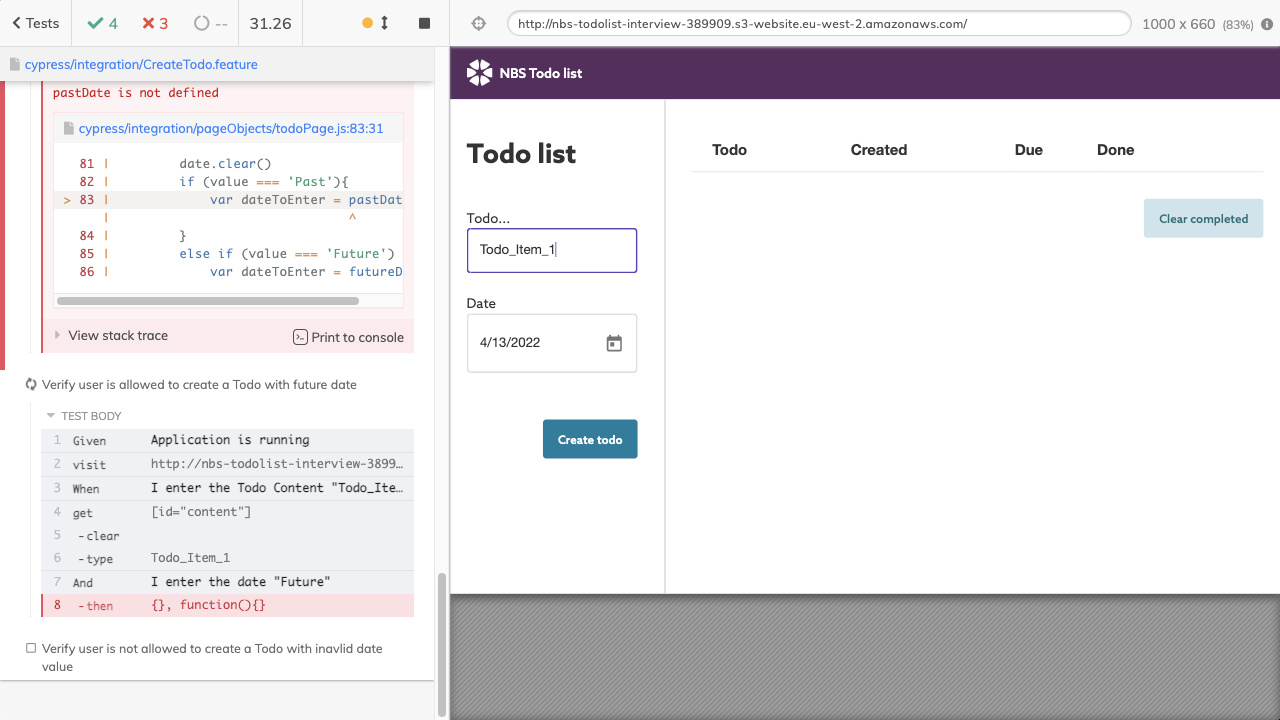 Tests
4
3
--
31.26
http://nbs-todolist-interview-389909.s3-website.eu-west-2.amazonaws.com/
1000 x 660 (83%)
cypress/integration/CreateTodo.feature
pastDate is not defined
cypress/integration/pageObjects/todoPage.js:83:31
81 | date.clear()
82 | if (value === 'Past'){
> 83 | var dateToEnter = pastDat
| ^
84 | }
85 | else if (value === 'Future')
86 | var dateToEnter = futureD
View stack trace
Print to console
Verify user is allowed to create a Todo with future date
TEST BODY
1 Given Application is running
2 visit http://nbs-todolist-interview-3899…
3 When I enter the Todo Content "Todo_Ite…
4 get [id="content"]
5 -clear
6 -type Todo_Item_1
7 And I enter the date "Future"
8 -then {}, function(){}
Verify user is not allowed to create a Todo with inavlid date
value
NBS Todo list
Todo list
Todo...
Todo_Item_1
Date
4/13/2022
Create todo
Todo Created Due Done
Clear completed